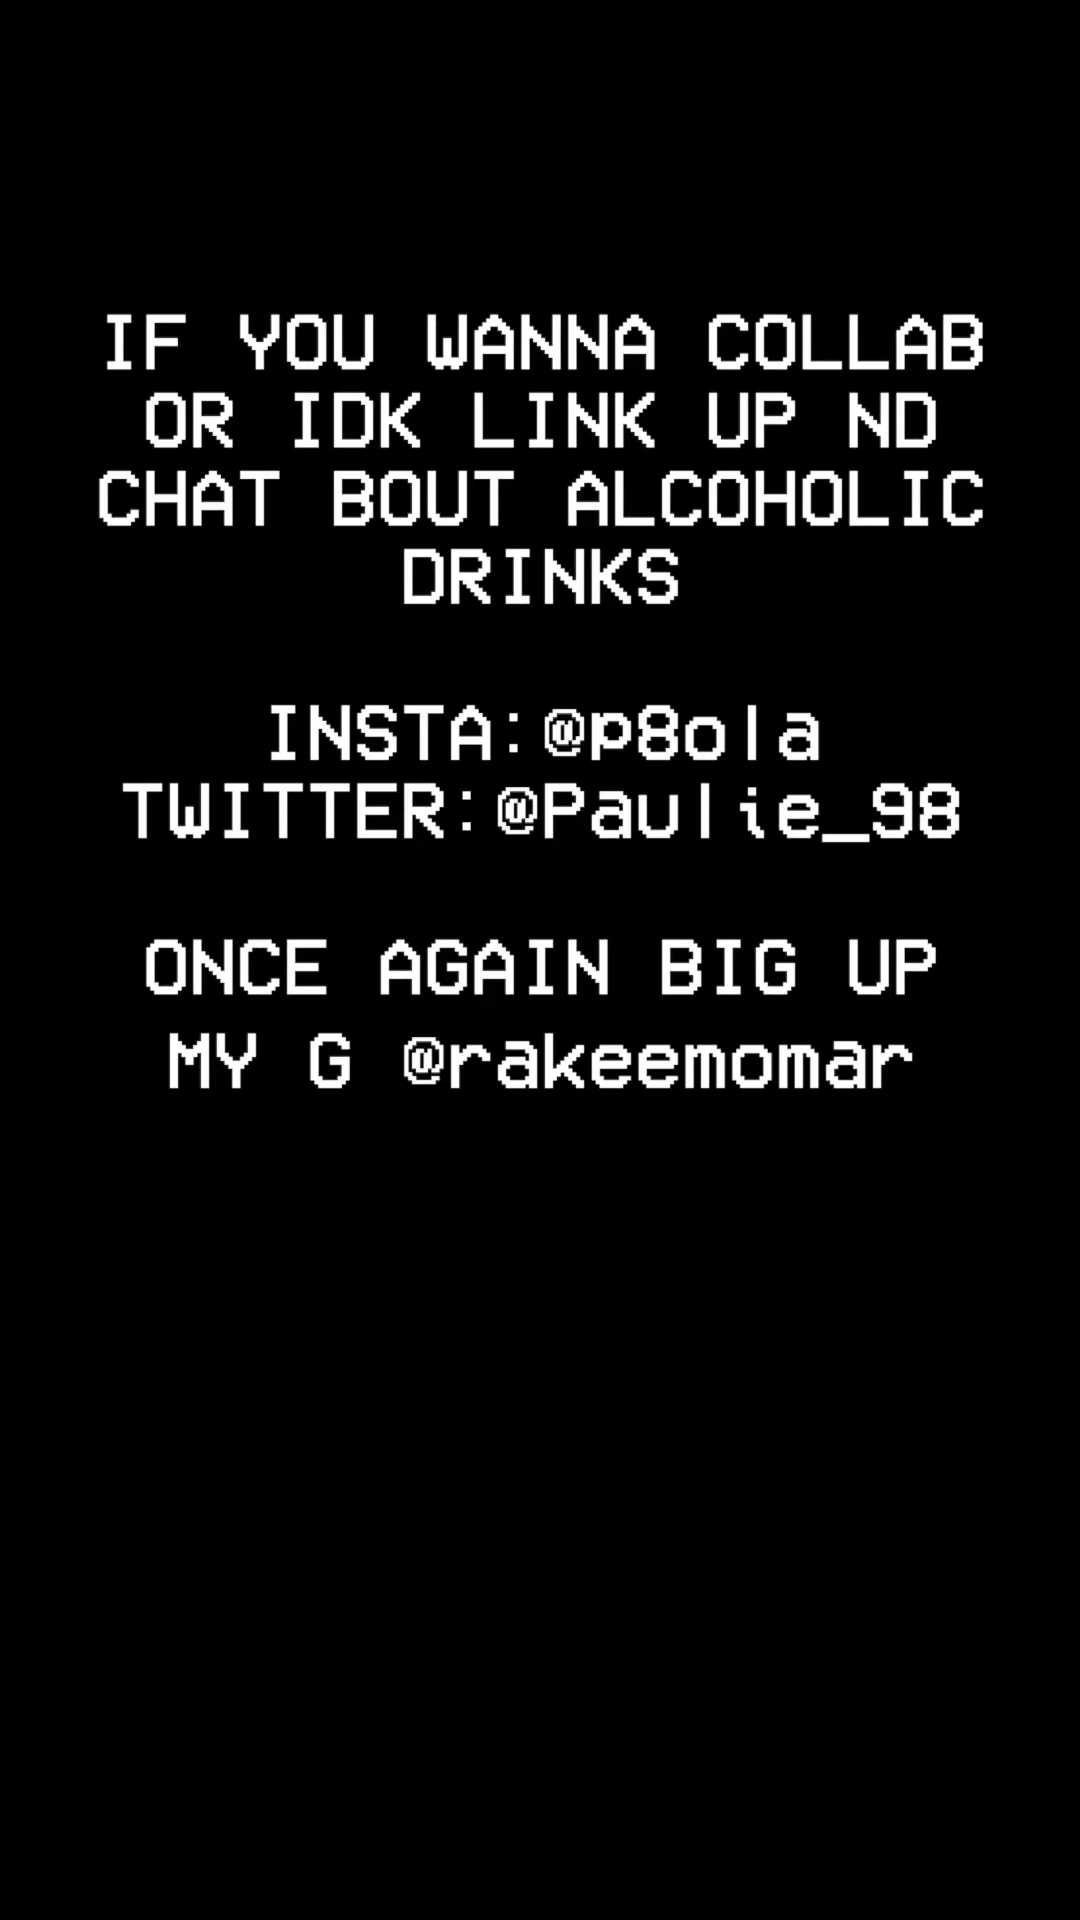 IF YOU WANNA COLLAB
OR IDK LINK UP ND
CHAT BOUT ALCOHOLIC
DRINKS
INSTA:@p8ola
TWITTER:@Paulie_98
ONCE AGAIN BIG UP
MY G @rakeemomar